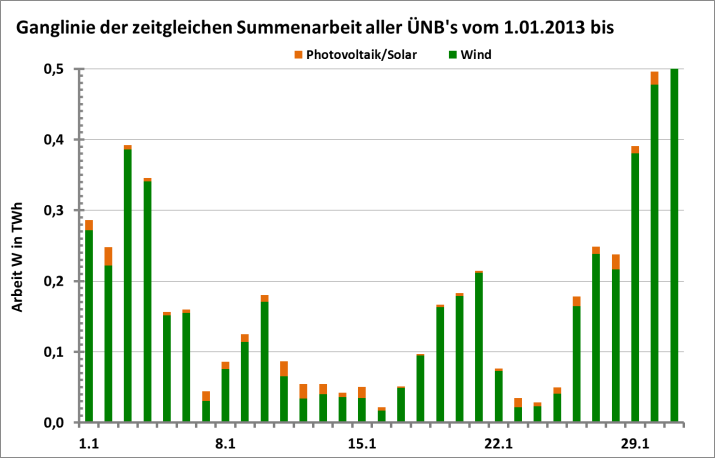 Ganglinie der zeitgleichen Summenarbeit aller ÜNB's vom 1.01.2013 bis
Photovoltaik/Solar Wind
Arbeit W in TWh
0,5
0,4
0,3
0,2
0,1
0,0
1.1 8.1 15.1 22.1 29.1